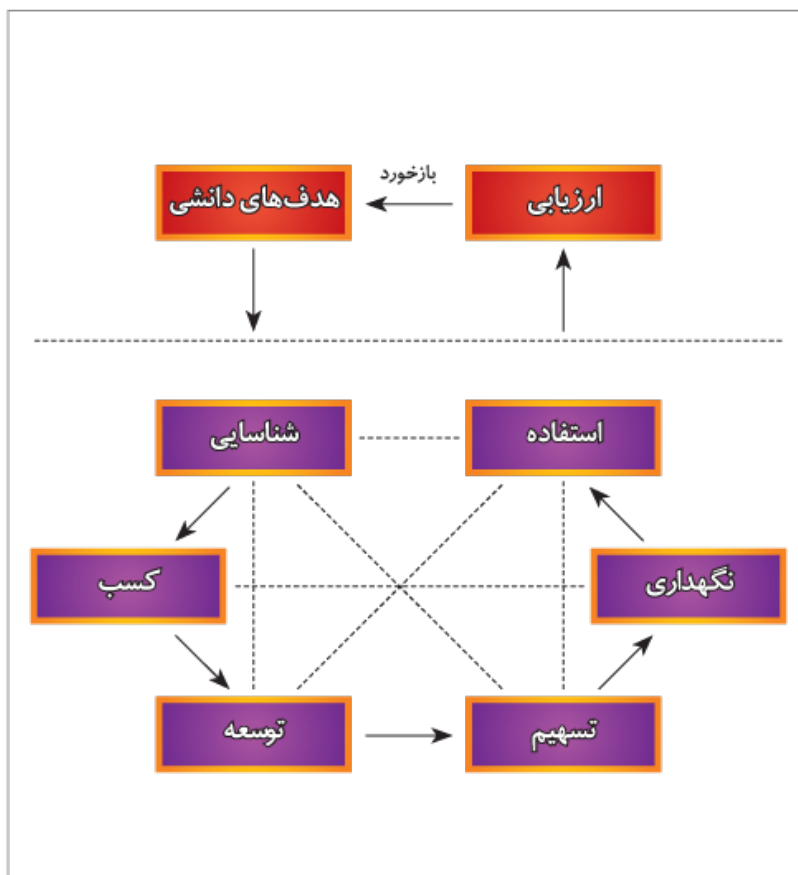 بازخورد
ارزیابی
هدف‌های دانشی
استفاده
شناسایی
نگهداری
کسب
تسهیم
توسعه